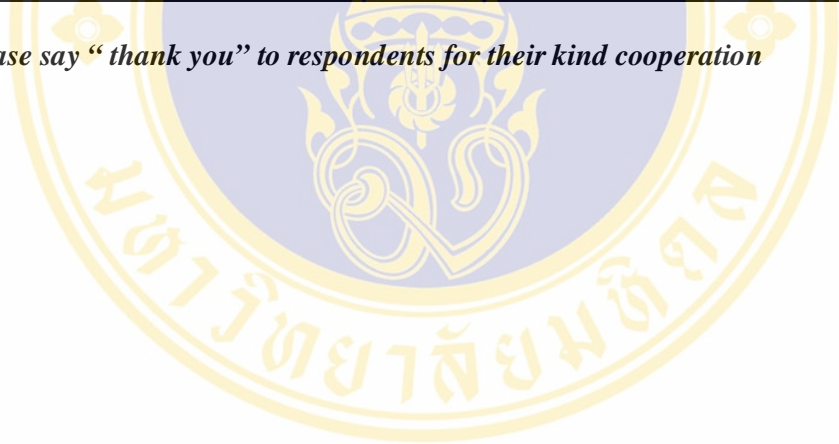 ase say “ thank you” to respondents for their kind cooperation
มหาวิทยาลัยมหิดล